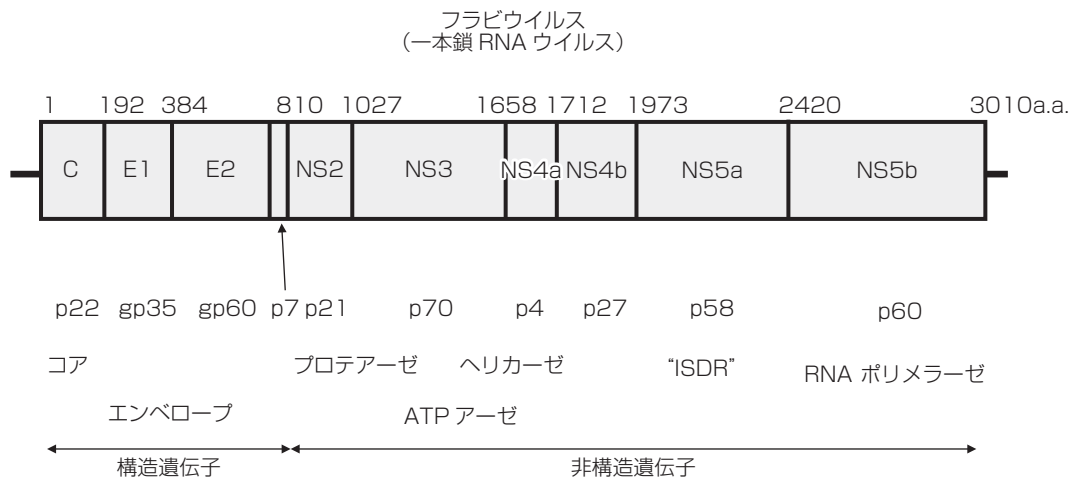 フラビウイルス
(一本鎖 RNA ウイルス)
1 192 384 810 1027 1658 1712 1973 2420 3010a.a.
C E1 E2 NS2 NS3 NS4a NS4b NS5a NS5b
p22 gp35 gp60 p7 p21 p70 p4 p27 p58 p60
コア プロテアーゼ ヘリカーゼ “ISDR” RNA ポリメラーゼ
エンベロープ ATP アーゼ
構造遺伝子 非構造遺伝子